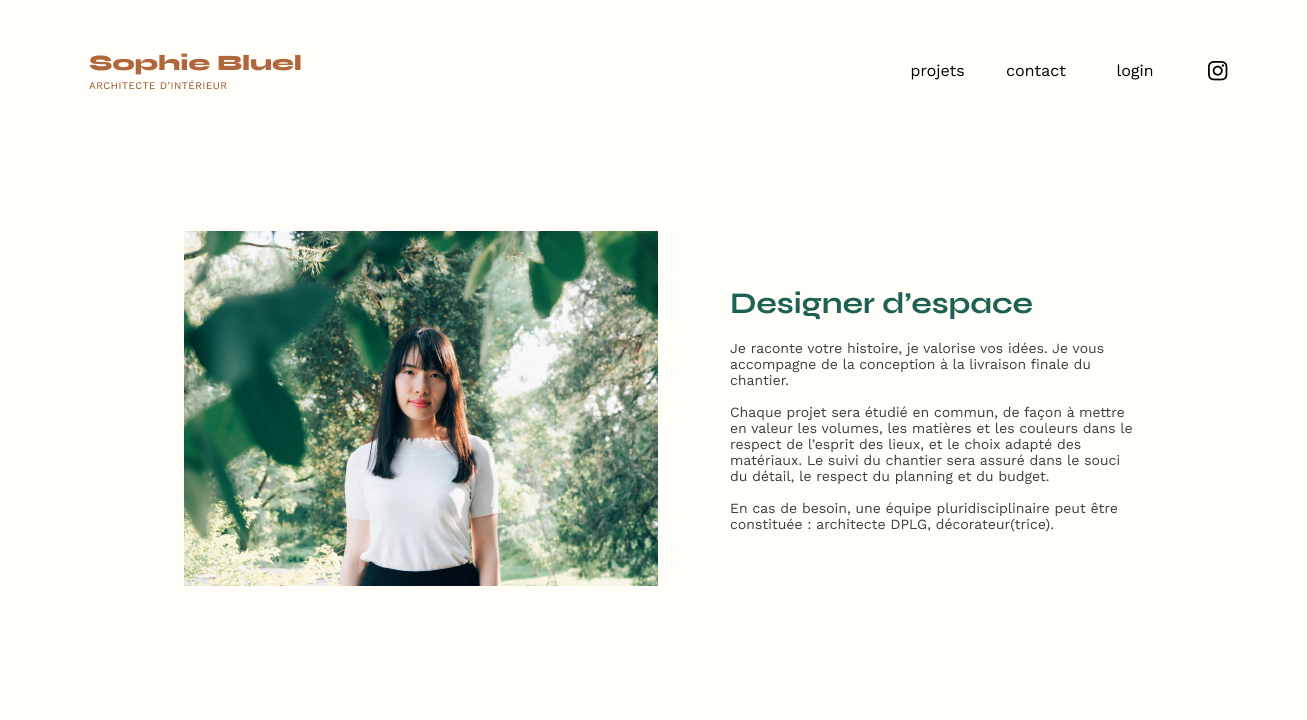 Sophie Bluel
ARCHITECTE D'INTÉRIEUR
projets contact login
Designer d’espace
Je raconte votre histoire, je valorise vos idées. Je vous
accompagne de la conception à la livraison finale du
chantier.
Chaque projet sera étudié en commun, de façon à mettre
en valeur les volumes, les matières et les couleurs dans le
respect de l’esprit des lieux, et le choix adapté des
matériaux. Le suivi du chantier sera assuré dans le souci
du détail, le respect du planning et du budget.
En cas de besoin, une équipe pluridisciplinaire peut être
constituée : architecte DPLG, décorateur(trice).